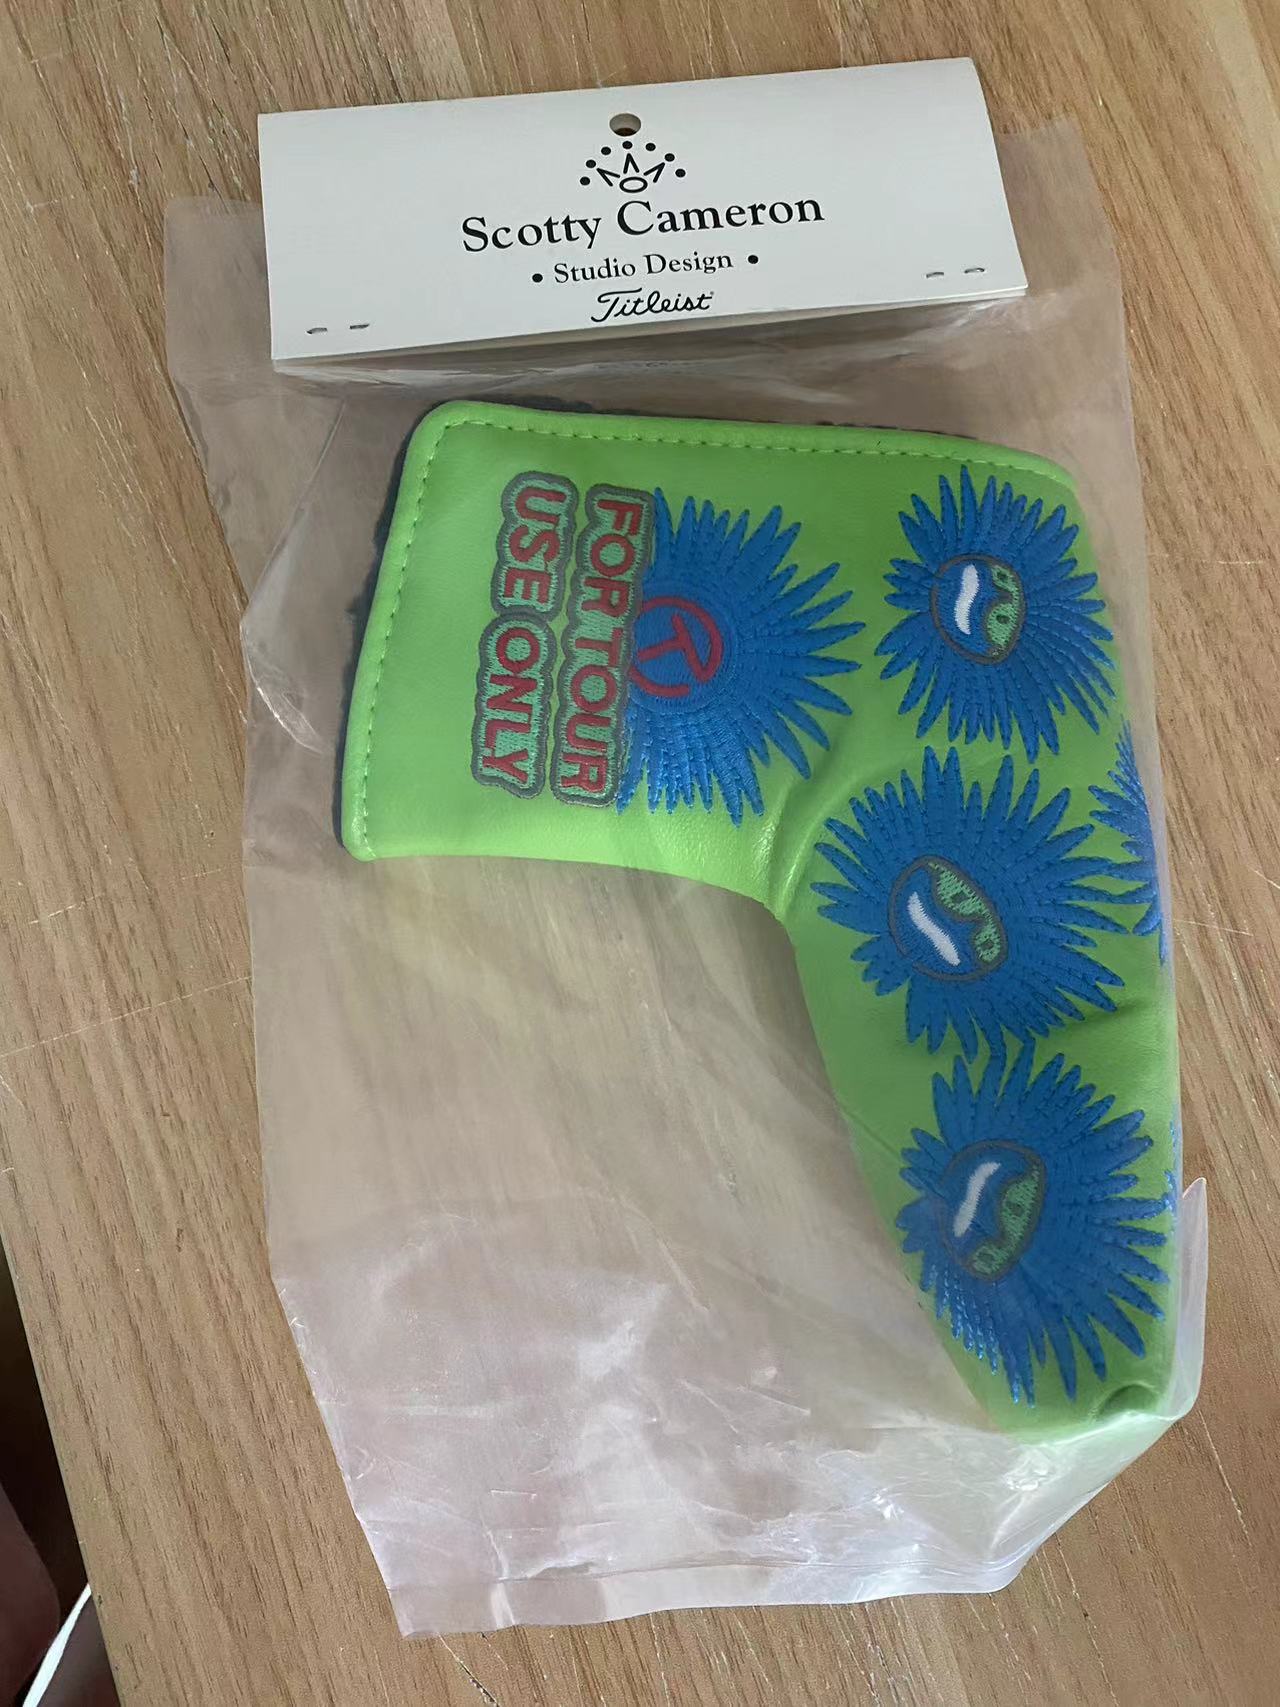 Scotty Cameron
• Studio Design •
Titleist
FOR TOUR
USE ONLY
T